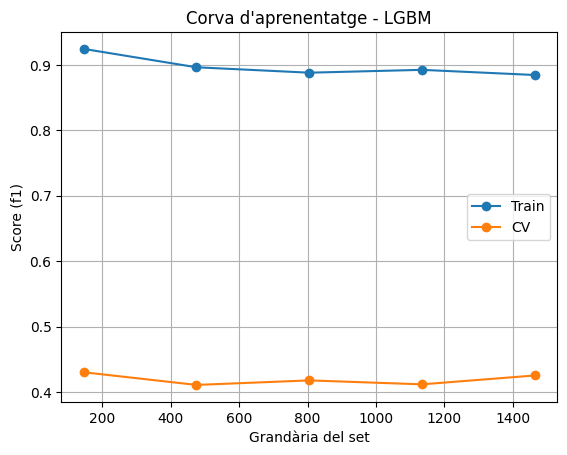 Corva d'aprenentatge - LGBM
Score (f1)
0.9
0.8
0.7
0.6
0.5
0.4
Train
CV
200 400 600 800 1000 1200 1400
Grandària del set